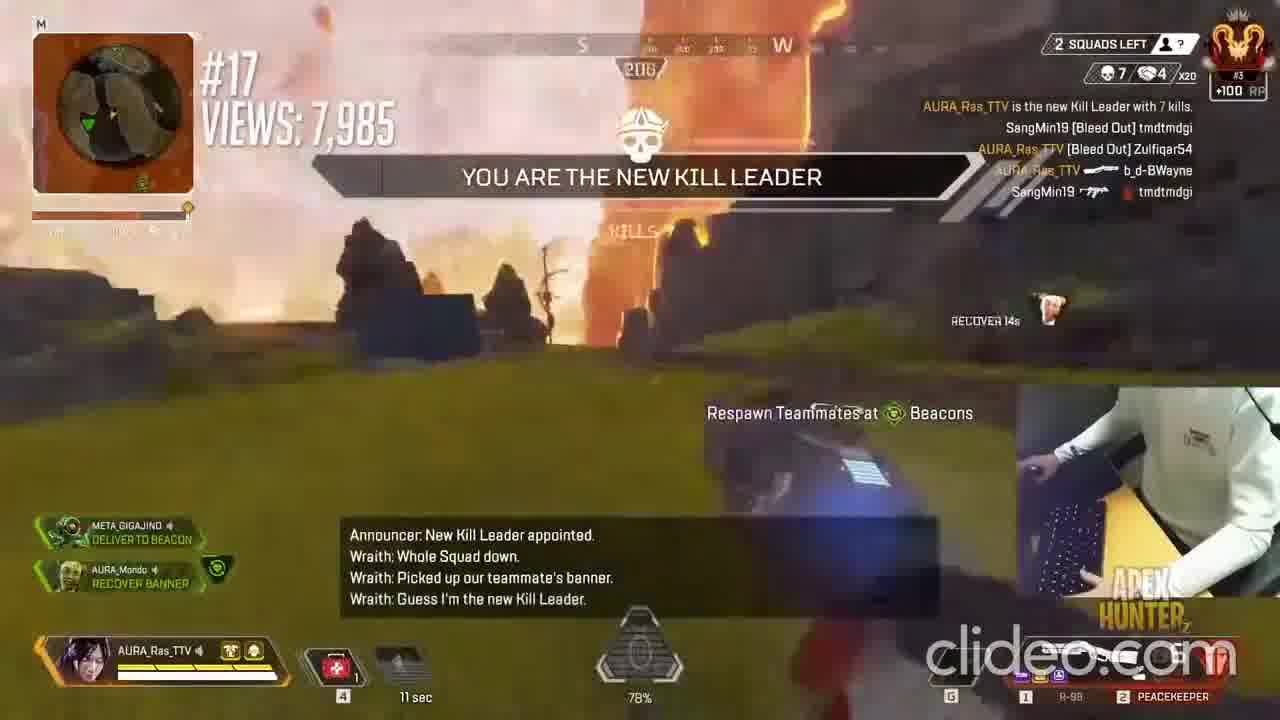 M
#17
VIEWS: 7,985
S
W
206
2 SQUADS LEFT
?
7
4
X20
#3
+100 RP
AURA_Ras_TTV is the new Kill Leader with 7 kills.
SangMin19 [Bleed Out] tmdtmdgi
AURA_Ras_TTV [Bleed Out] Zulfiqar54
AURA_Ras_TTV b_d-BWayne
SangMin19 tmdtmdgi
YOU ARE THE NEW KILL LEADER
KILLS 7
RECOVER 14s
Respawn Teammates at Beacons
META_GIGAJINO
DELIVER TO BEACON
AURA_Mondo
RECOVER BANNER
Announcer: New Kill Leader appointed.
Wraith: Whole Squad down.
Wraith: Picked up our teammate's banner.
Wraith: Guess I'm the new Kill Leader.
APEX
HUNTERZ
clideo.com
AURA_Ras_TTV
1
4
11 sec
78%
G
1
R-99
2
PEACEKEEPER